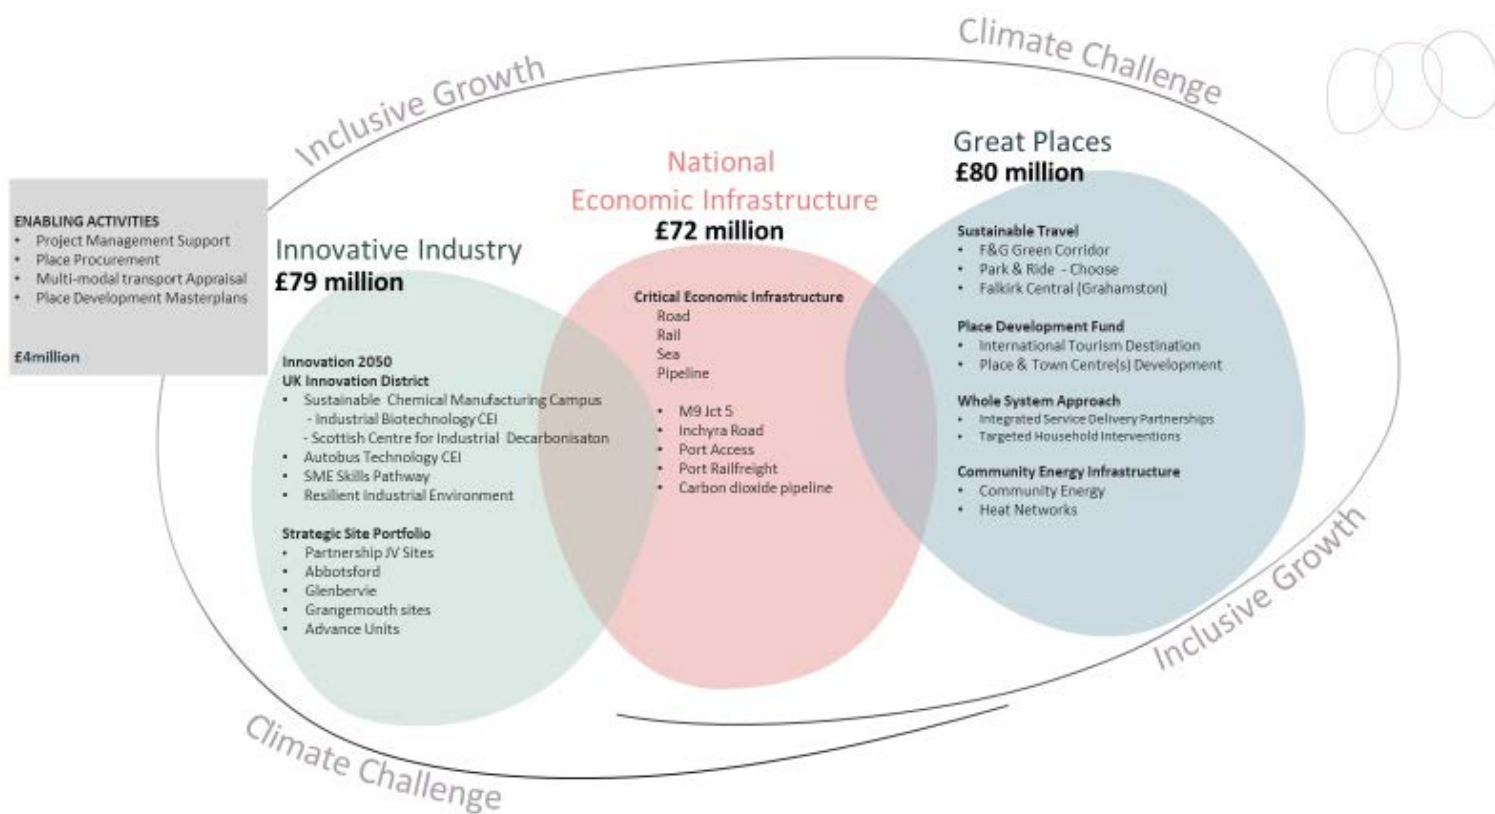 Inclusive Growth
Climate Challenge
ENABLING ACTIVITIES
• Project Management Support
• Place Procurement
• Multi-modal transport Appraisal
• Place Development Masterplans
£4million
Innovative Industry
£79 million
Innovation 2050
UK Innovation District
• Sustainable Chemical Manufacturing Campus
- Industrial Biotechnology CEI
- Scottish Centre for Industrial Decarbonisaton
• Autobus Technology CEI
• SME Skills Pathway
• Resilient Industrial Environment
Strategic Site Portfolio
• Partnership JV Sites
• Abbotsford
• Glenbervie
• Grangemouth sites
• Advance Units
National
Economic Infrastructure
£72 million
Critical Economic Infrastructure
Road
Rail
Sea
Pipeline
• M9 Jct 5
• Inchyra Road
• Port Access
• Port Railfreight
• Carbon dioxide pipeline
Great Places
£80 million
Sustainable Travel
• F&G Green Corridor
• Park & Ride - Choose
• Falkirk Central (Grahamston)
Place Development Fund
• International Tourism Destination
• Place & Town Centre(s) Development
Whole System Approach
• Integrated Service Delivery Partnerships
• Targeted Household Interventions
Community Energy Infrastructure
• Community Energy
• Heat Networks
Inclusive Growth
Climate Challenge